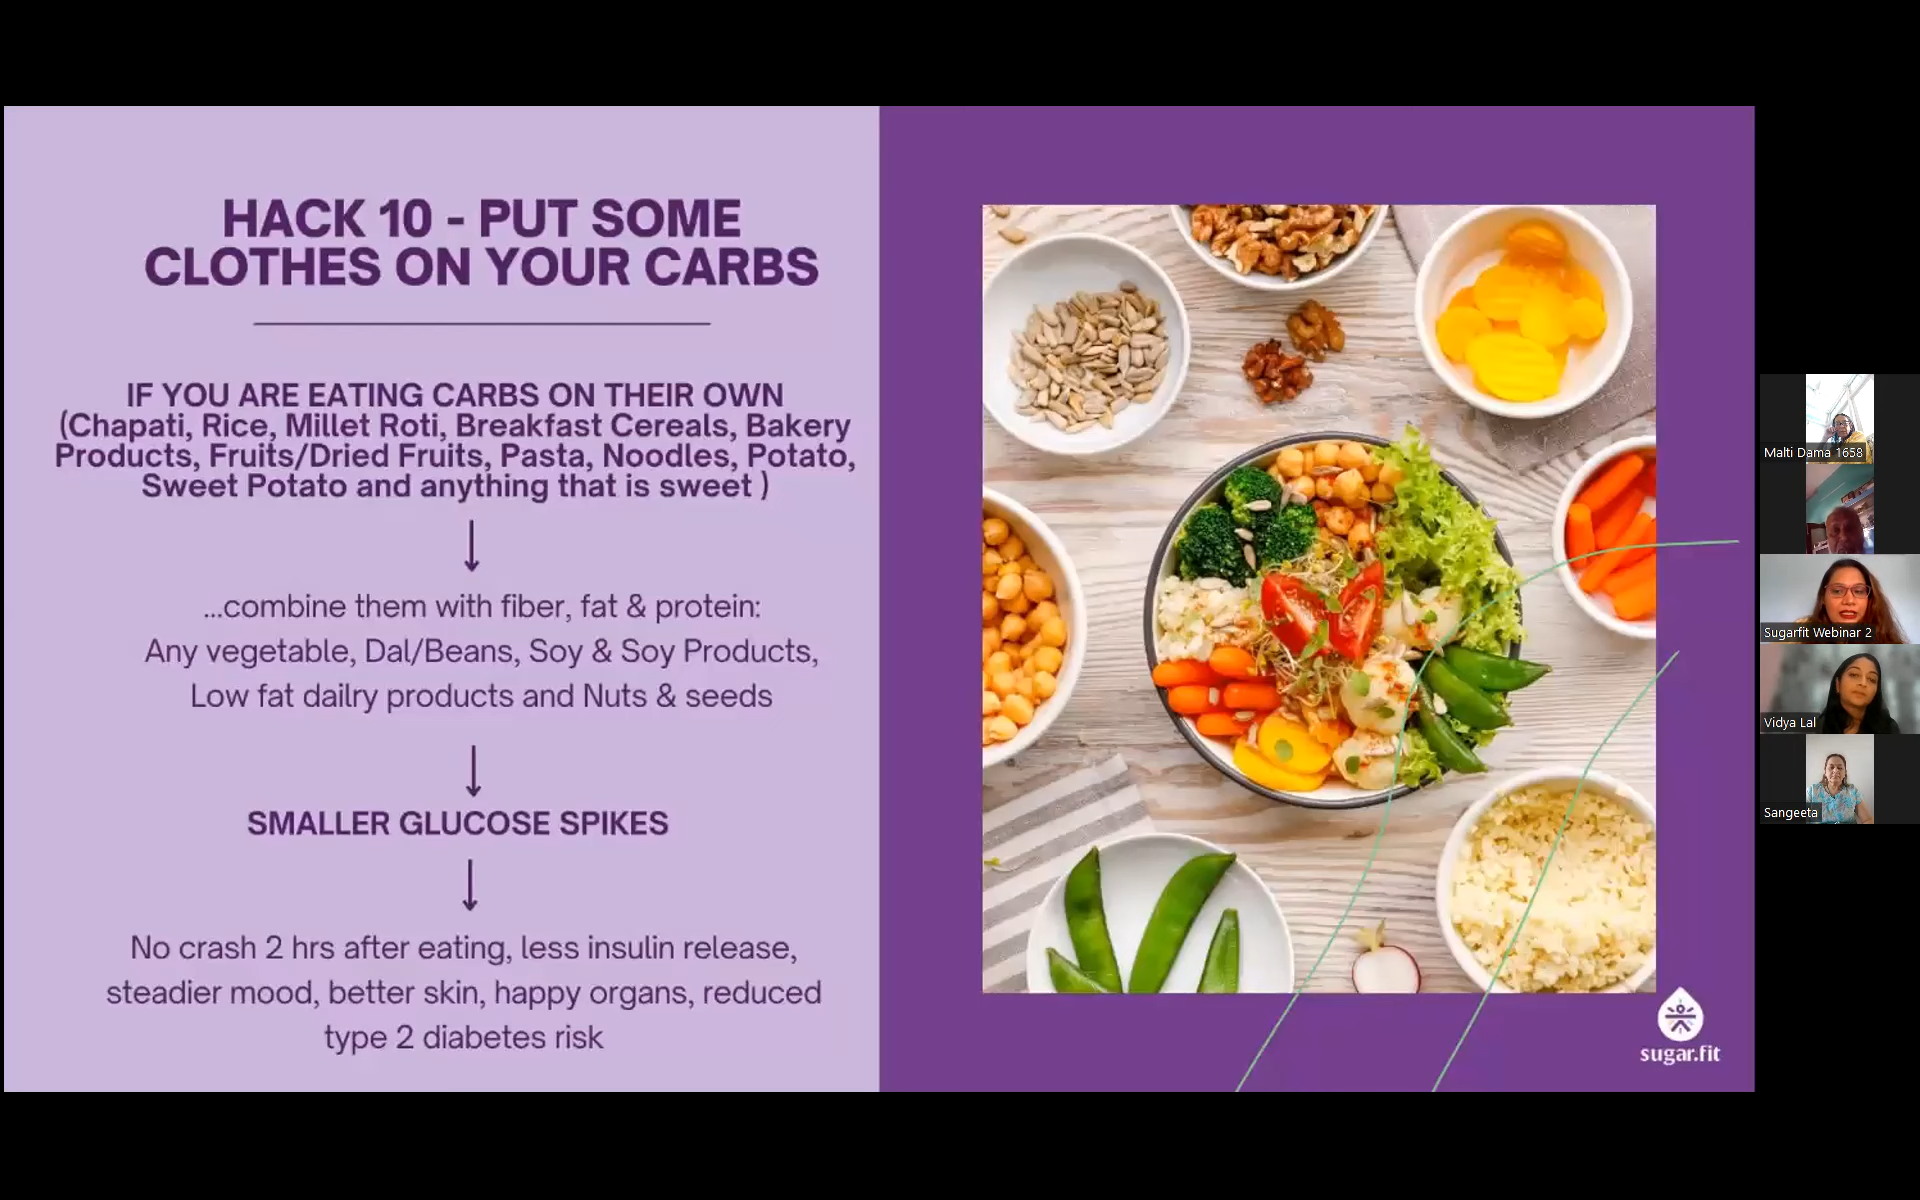 HACK 10 - PUT SOME
CLOTHES ON YOUR CARBS
IF YOU ARE EATING CARBS ON THEIR OWN
(Chapati, Rice, Millet Roti, Breakfast Cereals, Bakery
Products, Fruits/Dried Fruits, Pasta, Noodles, Potato,
Sweet Potato and anything that is sweet )
...combine them with fiber, fat & protein:
Any vegetable, Dal/Beans, Soy & Soy Products,
Low fat dailry products and Nuts & seeds
SMALLER GLUCOSE SPIKES
No crash 2 hrs after eating, less insulin release,
steadier mood, better skin, happy organs, reduced
type 2 diabetes risk
sugar.fit
Malti Dama 1658
Sugarfit Webinar 2
Vidya Lal
Sangeeta